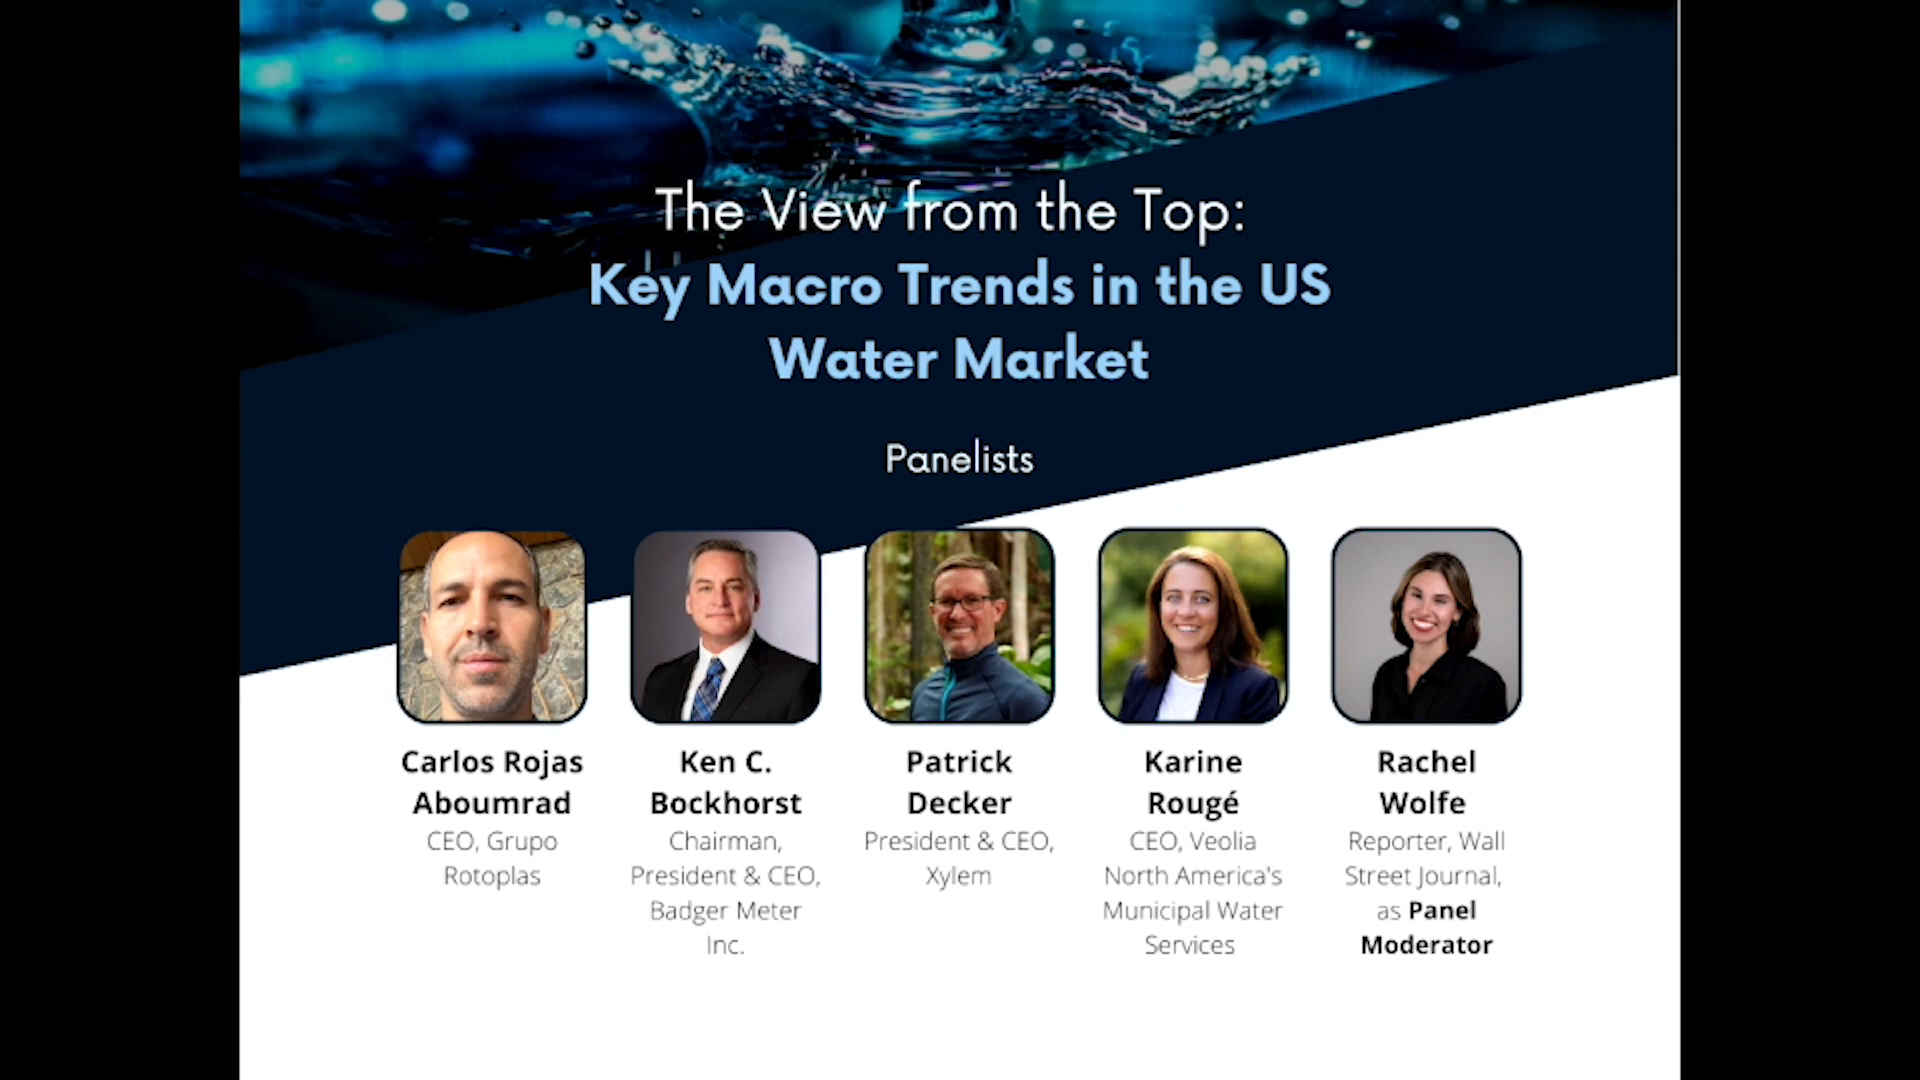 The View from the Top:
Key Macro Trends in the US
Water Market
Panelists
Carlos Rojas
Aboumrad
CEO, Grupo
Rotoplas
Ken C.
Bockhorst
Chairman,
President & CEO,
Badger Meter
Inc.
Patrick
Decker
President & CEO,
Xylem
Karine
Rougé
CEO, Veolia
North America's
Municipal Water
Services
Rachel
Wolfe
Reporter, Wall
Street Journal,
as Panel
Moderator